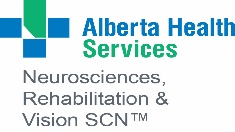 Alberta Health
Services
Neurosciences,
Rehabilitation &
Vision SCN™